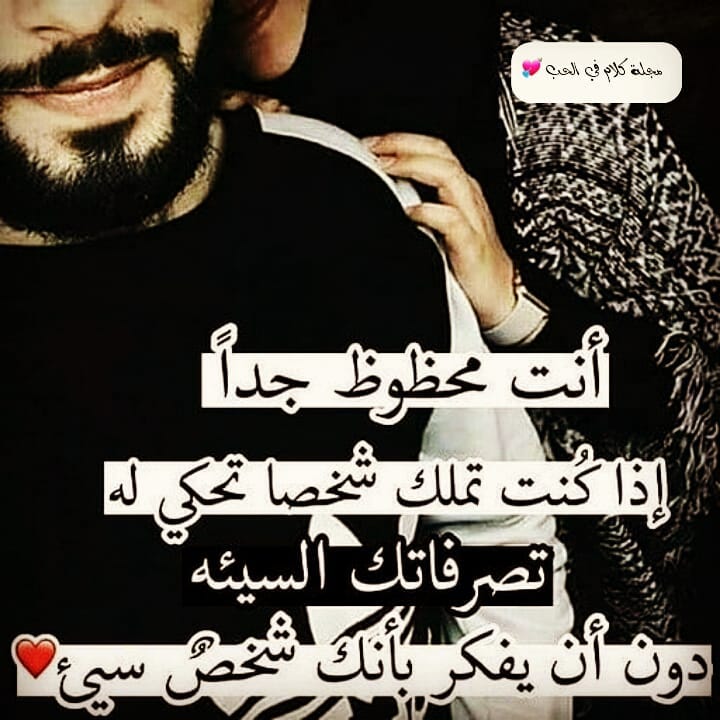 مجلة كلام في الحب 💘
أنت محظوظ جداً
إذا كُنت تملك شخصا تحكي له
تصرفاتك السيئه
دون أن يفكر بأنك شخصٌ سيئ ❤